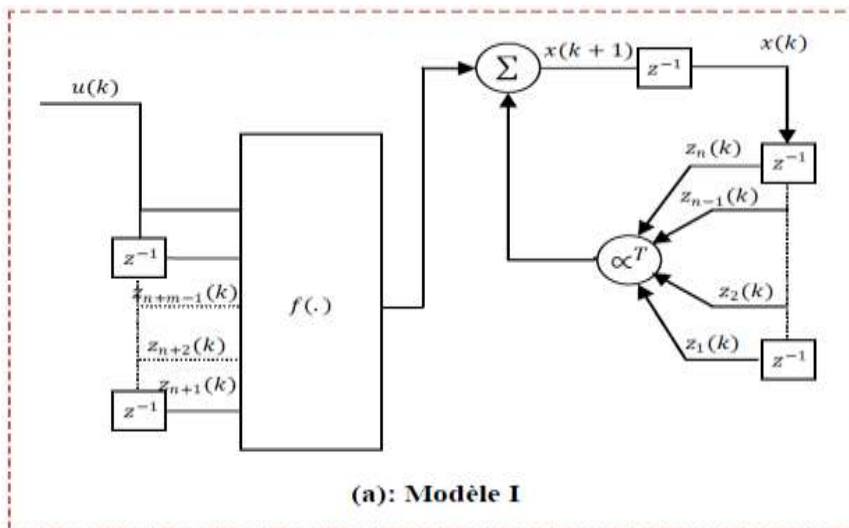 u(k)
z⁻¹
z_{n+m−1}(k)
z_{n+2}(k)
z_{n+1}(k)
z⁻¹
f(.)
Σ
x(k + 1)
z⁻¹
x(k)
z⁻¹
z_n(k)
z_{n−1}(k)
∝ᵀ
z_2(k)
z_1(k)
z⁻¹
(a): Modèle I